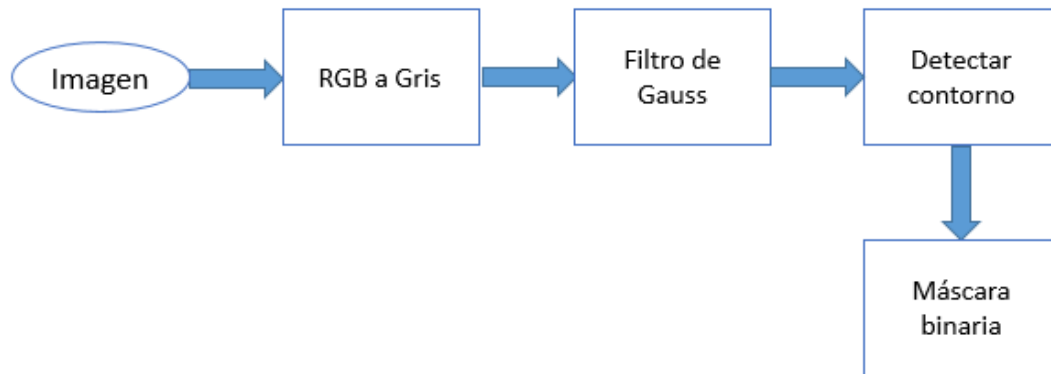 Imagen
RGB a Gris
Filtro de
Gauss
Detectar
contorno
Máscara
binaria